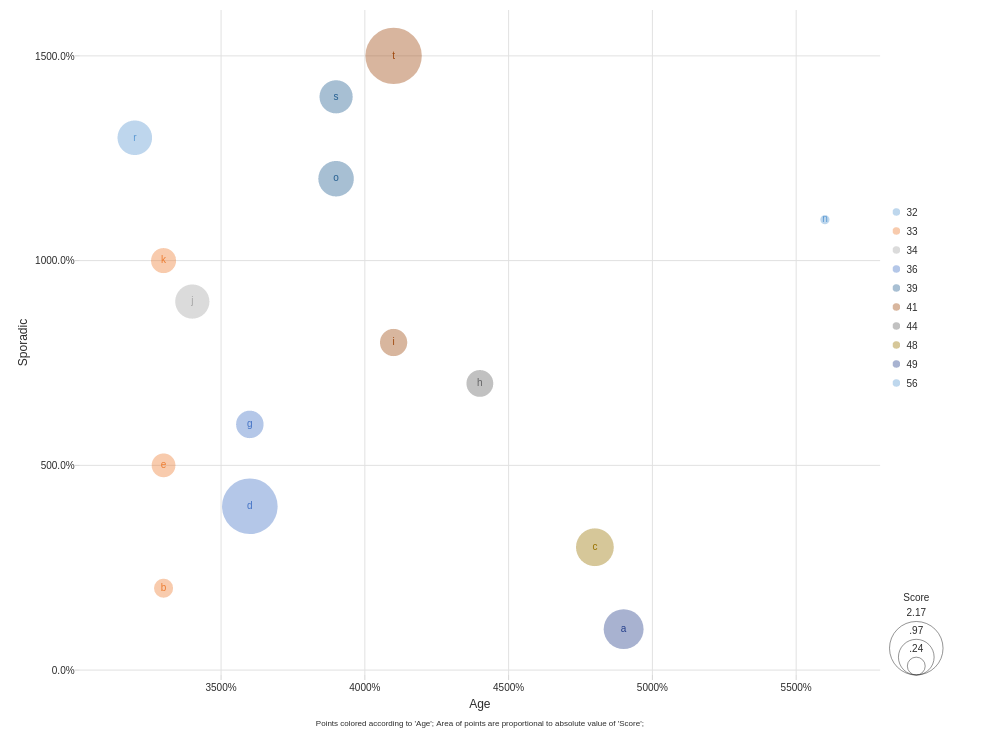 1500.0%
t
s
r
o
n
32
33
1000.0%
k
34
36
j
39
41
i
44
Sporadic
48
49
h
56
g
500.0%
e
d
c
b
Score
2.17
a
.97
.24
0.0%
3500%
4000%
4500%
5000%
5500%
Age
Points colored according to 'Age'; Area of points are proportional to absolute value of 'Score';